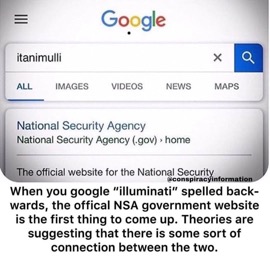 Google
itanimulli
ALL IMAGES VIDEOS NEWS MAPS
National Security Agency
National Security Agency (.gov) › home
The official website for the National Security
@conspiracyinformation
When you google “illuminati” spelled back-
wards, the offical NSA government website
is the first thing to come up. Theories are
suggesting that there is some sort of
connection between the two.